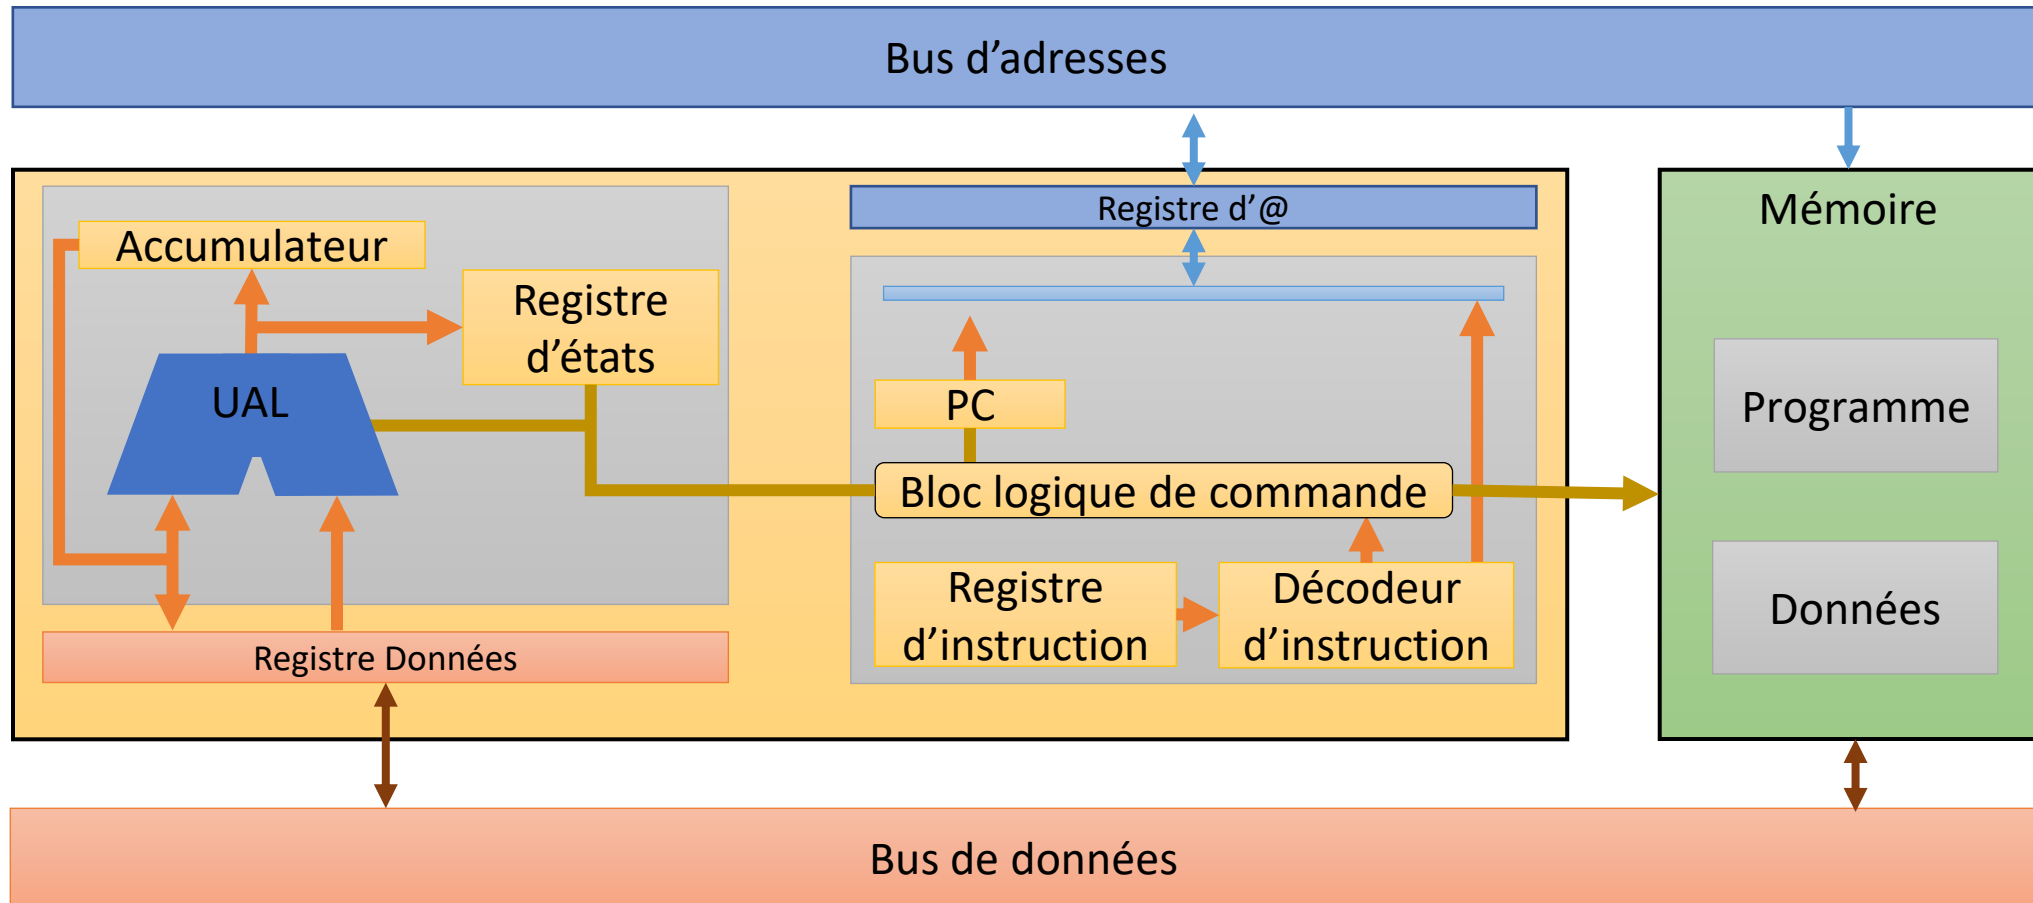 Bus d’adresses
Accumulateur
Registre
d’états
UAL
Registre Données
Registre d’@
PC
Bloc logique de commande
Registre
d’instruction
Décodeur
d’instruction
Mémoire
Programme
Données
Bus de données